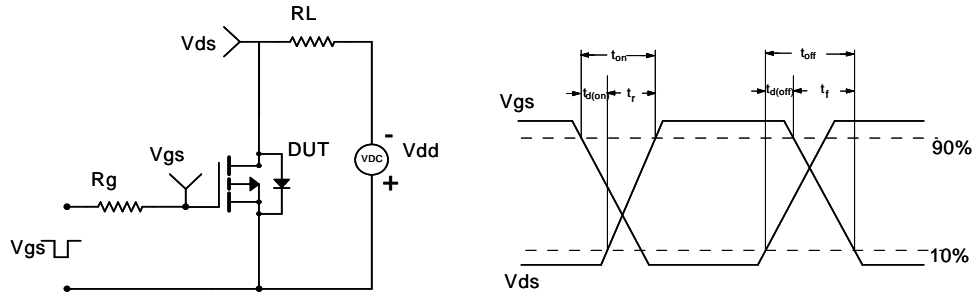 RL
Vds
Vgs
DUT
VDC
-
+
Vdd
Rg
Vgs
ton
td(on)
tr
toff
td(off)
tf
Vgs
90%
10%
Vds